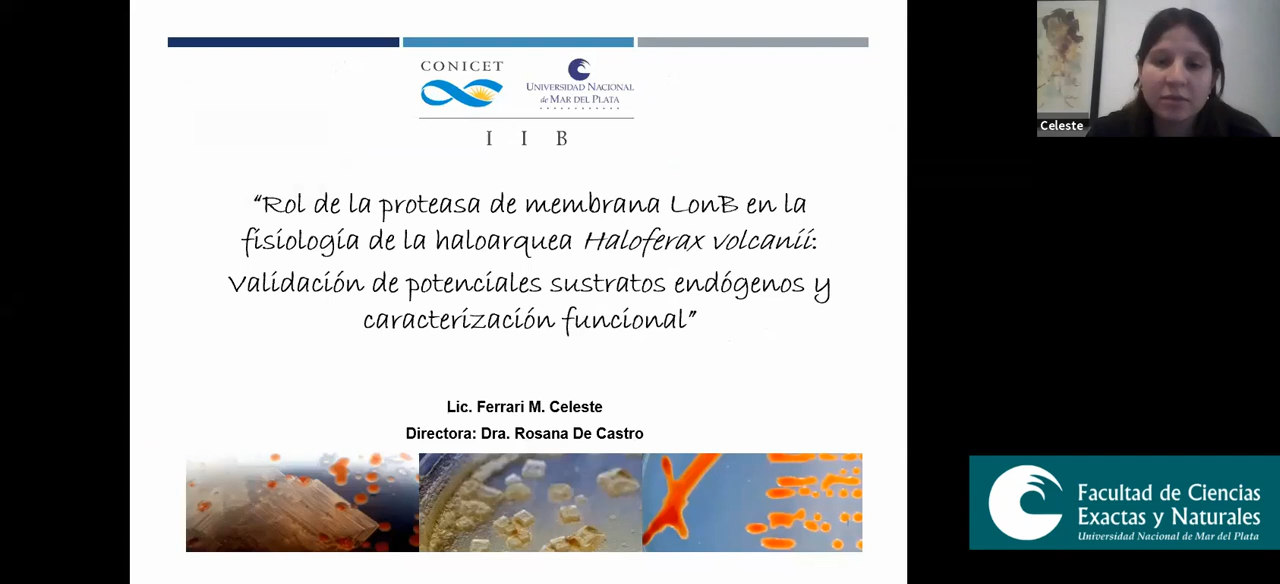 CONICET
UNIVERSIDAD NACIONAL
de MAR DEL PLATA
I I B
“Rol de la proteasa de membrana LonB en la
fisiología de la haloarquea Haloferax volcanii:
Validación de potenciales sustratos endógenos y
caracterización funcional”
Lic. Ferrari M. Celeste
Directora: Dra. Rosana De Castro
Celeste
Facultad de Ciencias
Exactas y Naturales
Universidad Nacional de Mar del Plata